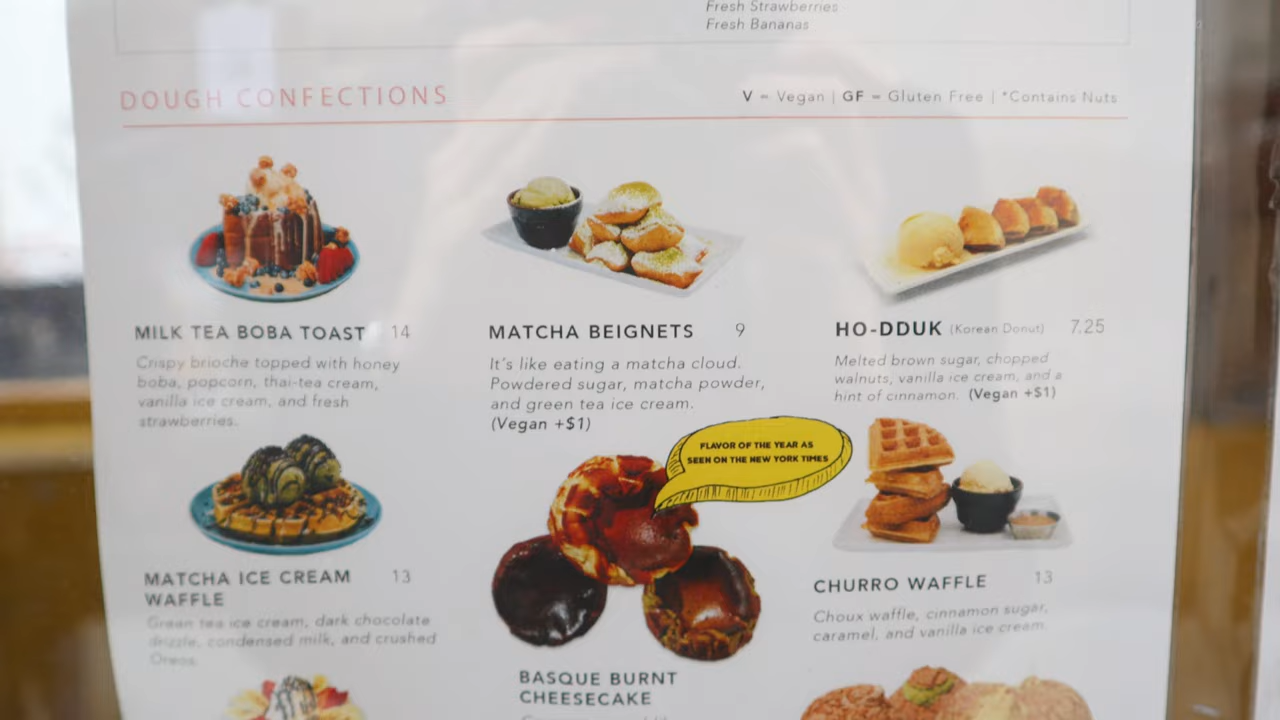 Fresh Strawberries
Fresh Bananas
DOUGH CONFECTIONS
V = Vegan | GF = Gluten Free | *Contains Nuts
MILK TEA BOBA TOAST 14
Crispy brioche topped with honey
boba, popcorn, thai-tea cream,
vanilla ice cream, and fresh
strawberries.
MATCHA BEIGNETS 9
It's like eating a matcha cloud.
Powdered sugar, matcha powder,
and green tea ice cream.
(Vegan +$1)
HO-DDUK (Korean Donut) 7.25
Melted brown sugar, chopped
walnuts, vanilla ice cream, and a
hint of cinnamon. (Vegan +$1)
FLAVOR OF THE YEAR AS
SEEN ON THE NEW YORK TIMES
MATCHA ICE CREAM 13
WAFFLE
Green tea ice cream, dark chocolate
drizzle, condensed milk, and crushed
Oreos.
BASQUE BURNT
CHEESECAKE
CHURRO WAFFLE 13
Choux waffle, cinnamon sugar,
caramel, and vanilla ice cream.